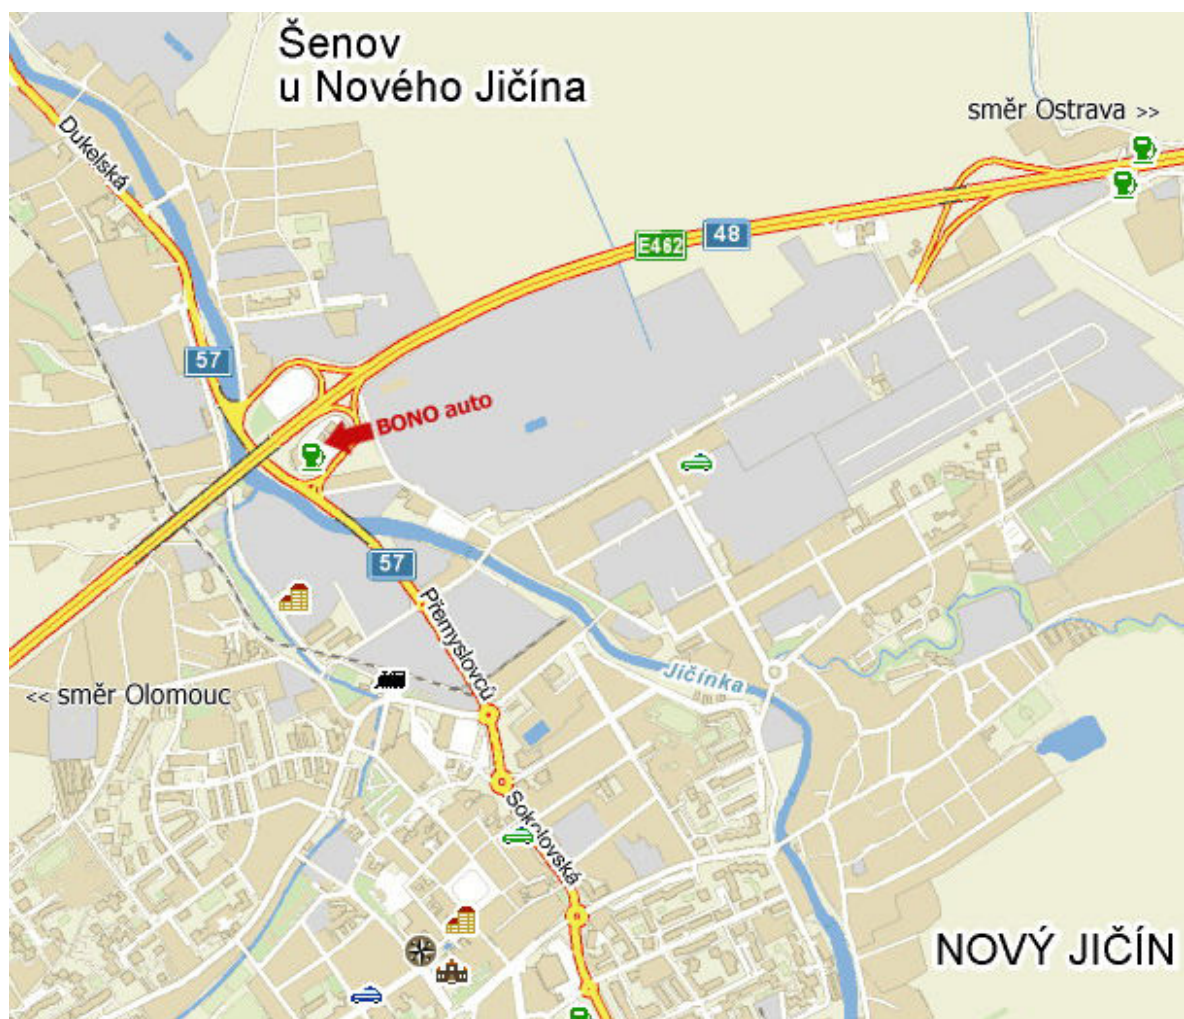 Šenov
u Nového Jičína
směr Ostrava >>
Dukelská
48
E462
57
BONO auto
57
Přemyslovců
Jičínka
<< směr Olomouc
Sokolovská
NOVÝ JIČÍN